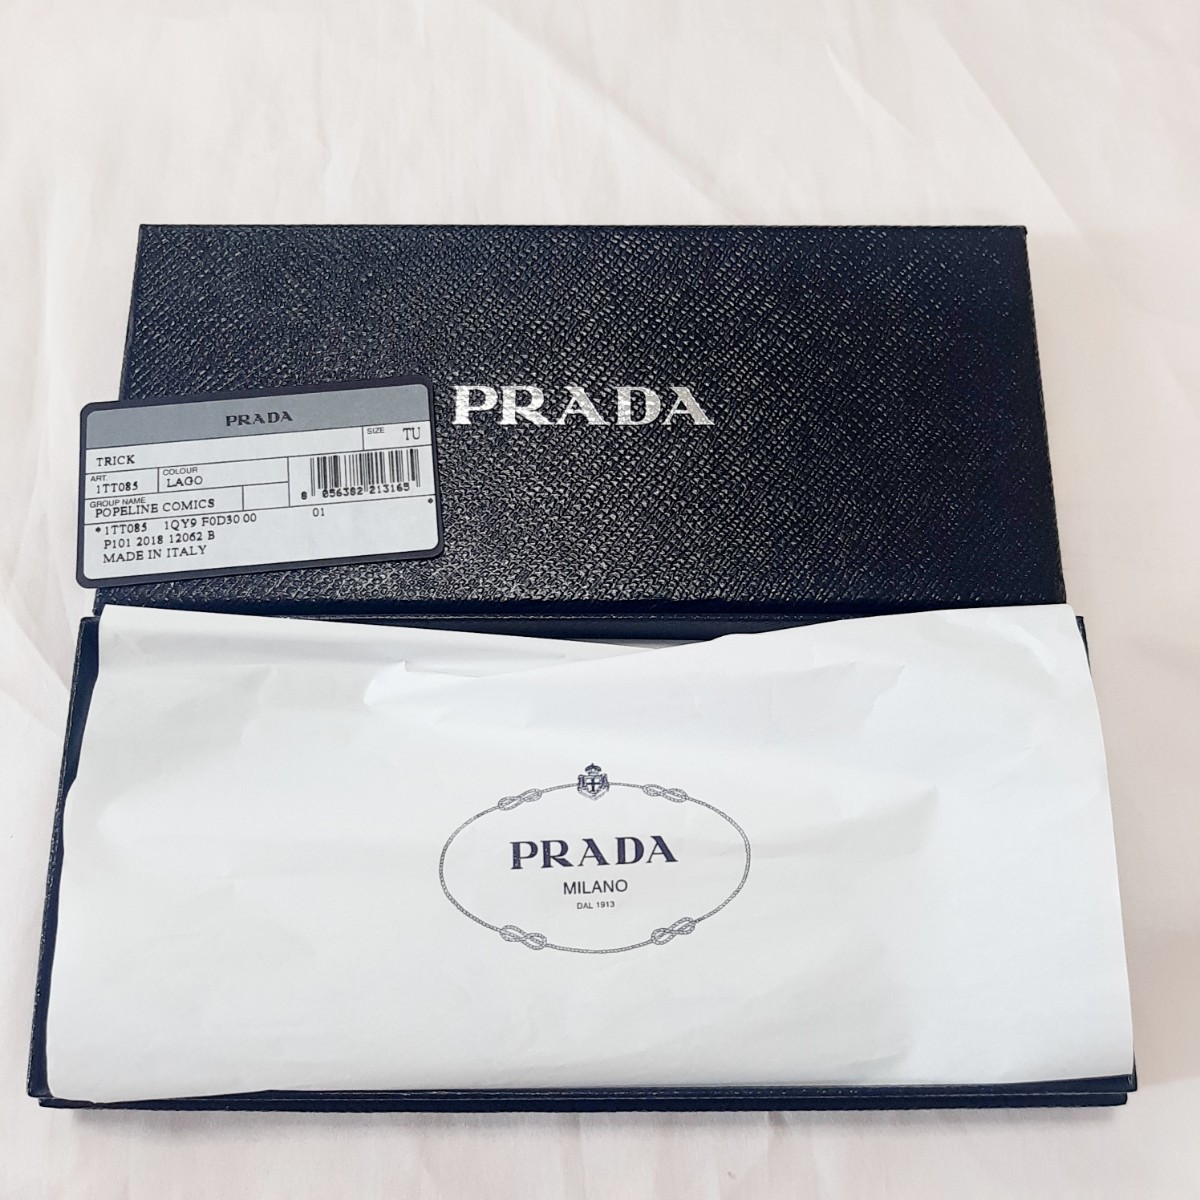 PRADA
PRADA
SIZE TU
TRICK
ART. 1TT085
COLOUR LAGO
GROUP NAME
POPELINE COMICS
8 056382 213165
*1TT085 1QY9 F0D30 00 01 *
P101 2018 12062 B
MADE IN ITALY
PRADA
MILANO
DAL 1913